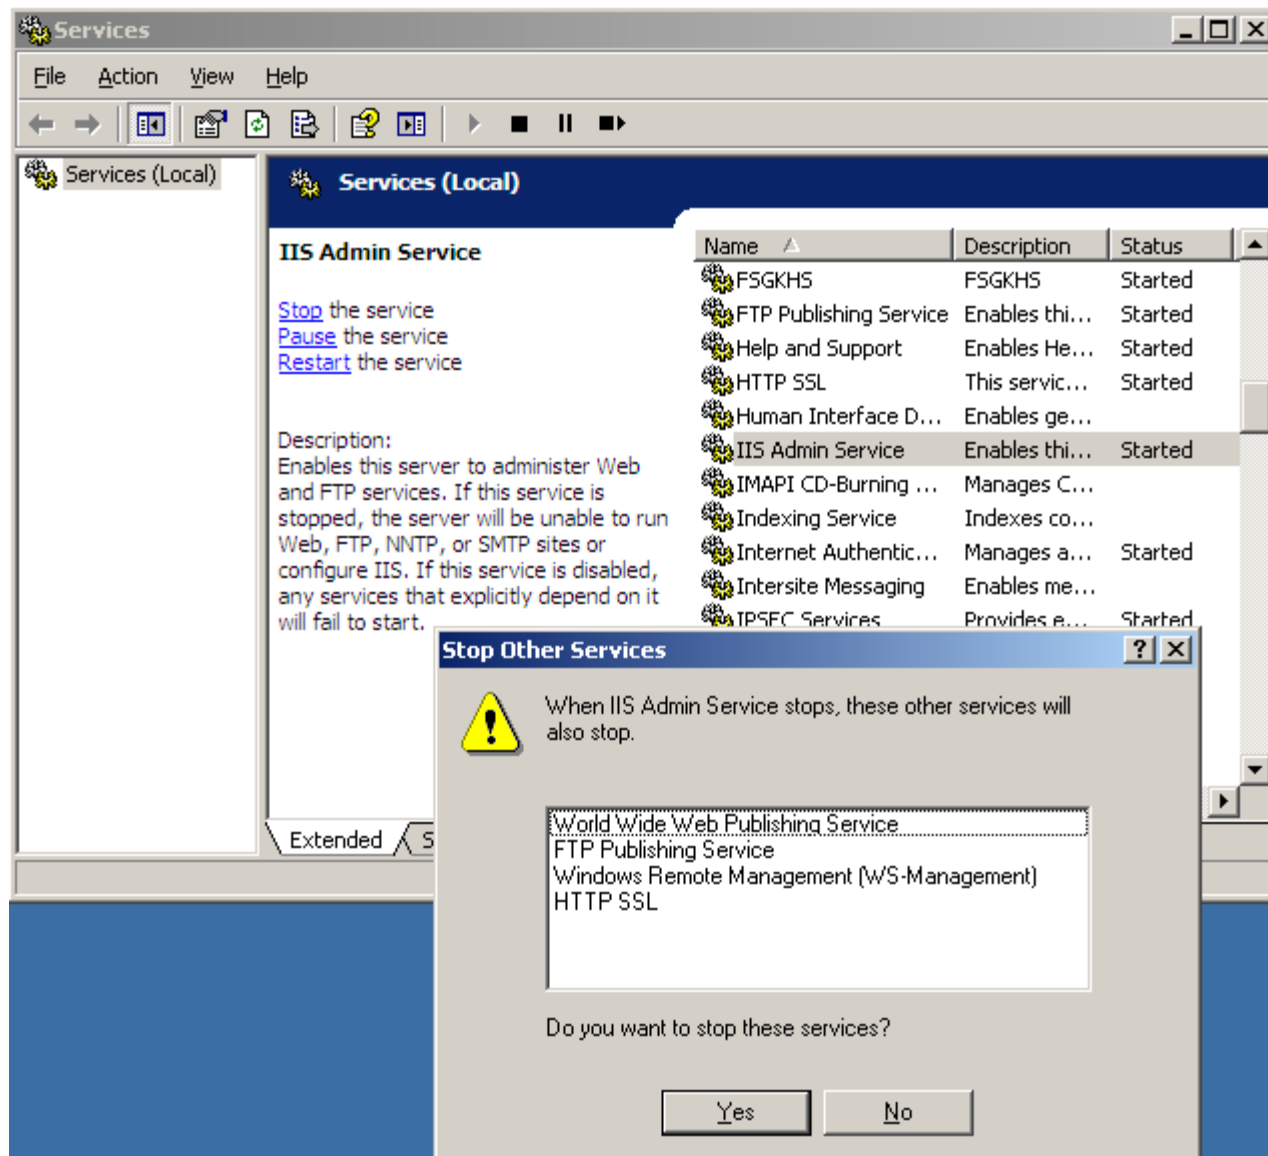 Services
File Action View Help
Services (Local)
Services (Local)
IIS Admin Service
Stop the service
Pause the service
Restart the service
Description:
Enables this server to administer Web
and FTP services. If this service is
stopped, the server will be unable to run
Web, FTP, NNTP, or SMTP sites or
configure IIS. If this service is disabled,
any services that explicitly depend on it
will fail to start.
Name Description Status
FSGKHS FSGKHS Started
FTP Publishing Service Enables thi... Started
Help and Support Enables He... Started
HTTP SSL This servic... Started
Human Interface D... Enables ge...
IIS Admin Service Enables thi... Started
IMAPI CD-Burning ... Manages C...
Indexing Service Indexes co...
Internet Authentic... Manages a... Started
Intersite Messaging Enables me...
IPSEC Services Provides e... Started
Extended S
Stop Other Services
When IIS Admin Service stops, these other services will
also stop.
World Wide Web Publishing Service
FTP Publishing Service
Windows Remote Management (WS-Management)
HTTP SSL
Do you want to stop these services?
Yes No